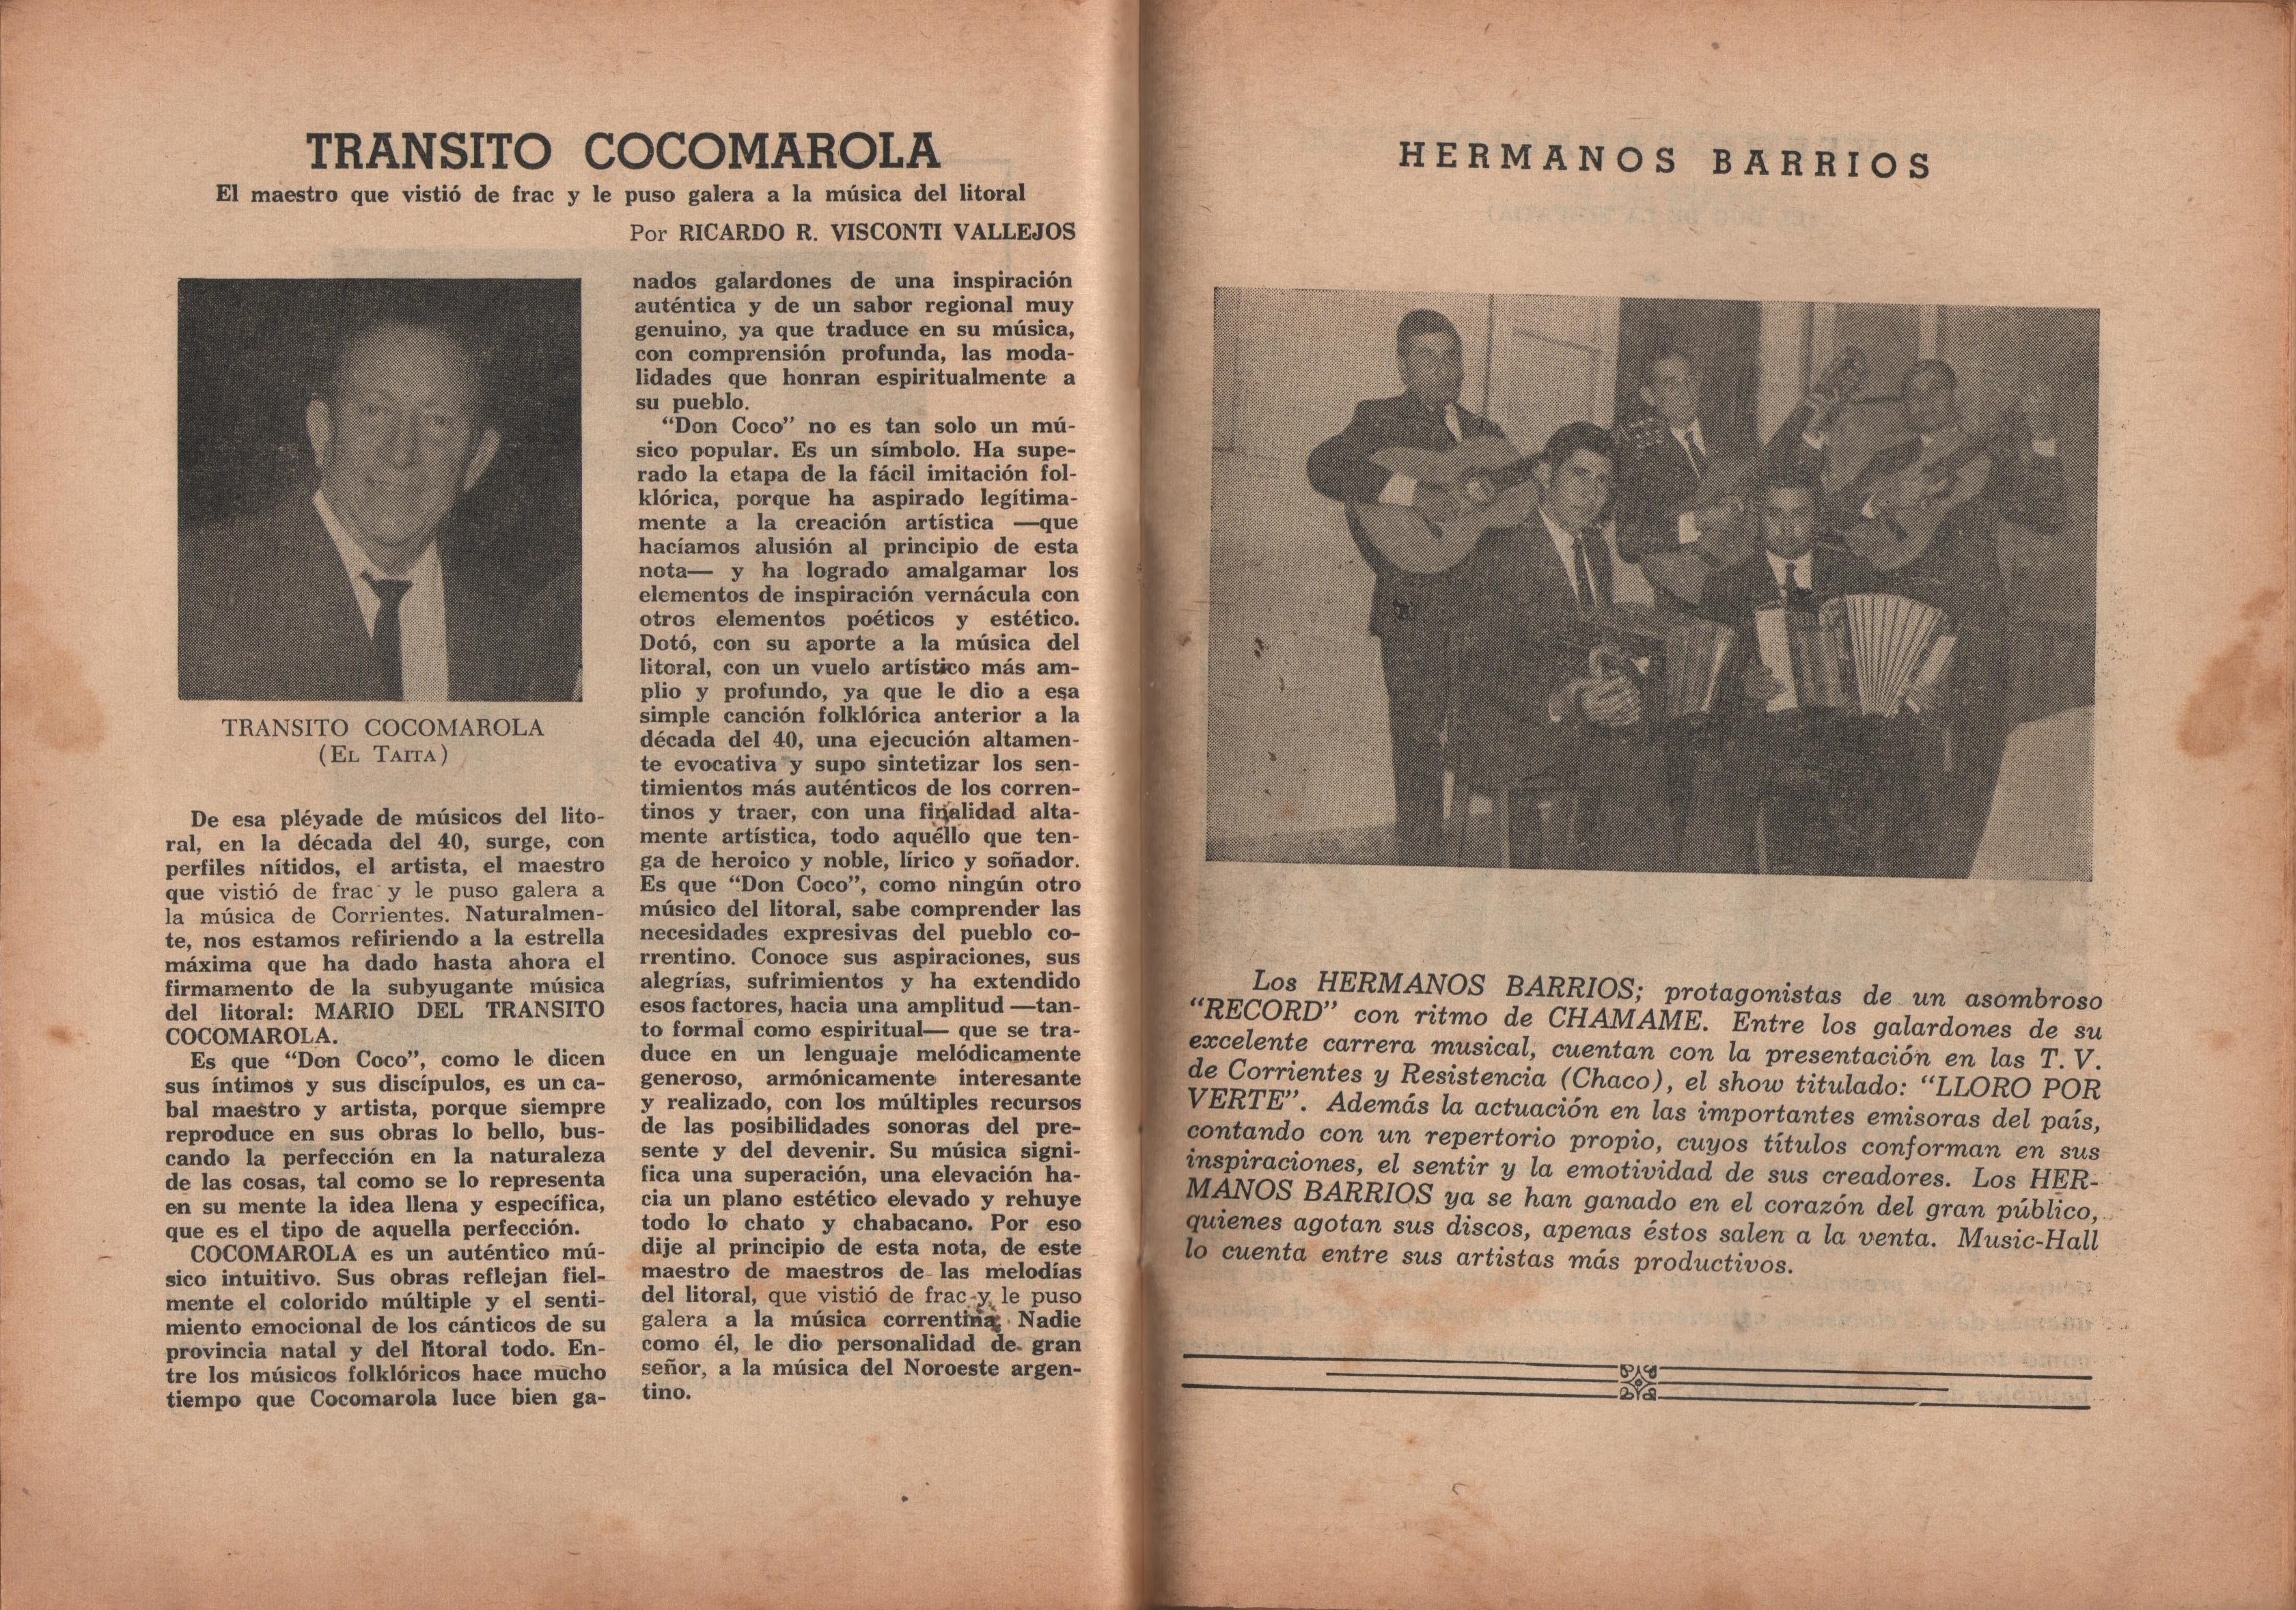 TRANSITO COCOMAROLA
El maestro que vistió de frac y le puso galera a la música del litoral
Por RICARDO R. VISCONTI VALLEJOS
TRANSITO COCOMAROLA
(EL TAITA)
De esa pléyade de músicos del lito-
ral, en la década del 40, surge, con
perfiles nítidos, el artista, el maestro
que vistió de frac y le puso galera a
la música de Corrientes. Naturalmen-
te, nos estamos refiriendo a la estrella
máxima que ha dado hasta ahora el
firmamento de la subyugante música
del litoral: MARIO DEL TRANSITO
COCOMAROLA.
Es que “Don Coco”, como le dicen
sus íntimos y sus discípulos, es un ca-
bal maestro y artista, porque siempre
reproduce en sus obras lo bello, bus-
cando la perfección en la naturaleza
de las cosas, tal como se lo representa
en su mente la idea llena y específica,
que es el tipo de aquella perfección.
COCOMAROLA es un auténtico mú-
sico intuitivo. Sus obras reflejan fiel-
mente el colorido múltiple y el senti-
miento emocional de los cánticos de su
provincia natal y del litoral todo. En-
tre los músicos folklóricos hace mucho
tiempo que Cocomarola luce bien ga-
nados galardones de una inspiración
auténtica y de un sabor regional muy
genuino, ya que traduce en su música,
con comprensión profunda, las moda-
lidades que honran espiritualmente a
su pueblo.
“Don Coco” no es tan solo un mú-
sico popular. Es un símbolo. Ha supe-
rado la etapa de la fácil imitación fol-
klórica, porque ha aspirado legítima-
mente a la creación artística —que
hacíamos alusión al principio de esta
nota— y ha logrado amalgamar los
elementos de inspiración vernácula con
otros elementos poéticos y estético.
Dotó, con su aporte a la música del
litoral, con un vuelo artístico más am-
plio y profundo, ya que le dio a esa
simple canción folklórica anterior a la
década del 40, una ejecución altamen-
te evocativa y supo sintetizar los sen-
timientos más auténticos de los corren-
tinos y traer, con una finalidad alta-
mente artística, todo aquéllo que ten-
ga de heroico y noble, lírico y soñador.
Es que “Don Coco”, como ningún otro
músico del litoral, sabe comprender las
necesidades expresivas del pueblo co-
rrentino. Conoce sus aspiraciones, sus
alegrías, sufrimientos y ha extendido
esos factores, hacia una amplitud —tan-
to formal como espiritual— que se tra-
duce en un lenguaje melódicamente
generoso, armónicamente interesante
y realizado, con los múltiples recursos
de las posibilidades sonoras del pre-
sente y del devenir. Su música signi-
fica una superación, una elevación ha-
cia un plano estético elevado y rehuye
todo lo chato y chabacano. Por eso
dije al principio de esta nota, de este
maestro de maestros de las melodías
del litoral, que vistió de frac y le puso
galera a la música correntina. Nadie
como él, le dio personalidad de gran
señor, a la música del Noroeste argen-
tino.
HERMANOS BARRIOS
Los HERMANOS BARRIOS; protagonistas de un asombroso
“RECORD” con ritmo de CHAMAME. Entre los galardones de su
excelente carrera musical, cuentan con la presentación en las T. V.
de Corrientes y Resistencia (Chaco), el show titulado: “LLORO POR
VERTE”. Además la actuación en las importantes emisoras del país,
contando con un repertorio propio, cuyos títulos conforman en sus
inspiraciones, el sentir y la emotividad de sus creadores. Los HER-
MANOS BARRIOS ya se han ganado en el corazón del gran público,
quienes agotan sus discos, apenas éstos salen a la venta. Music-Hall
lo cuenta entre sus artistas más productivos.